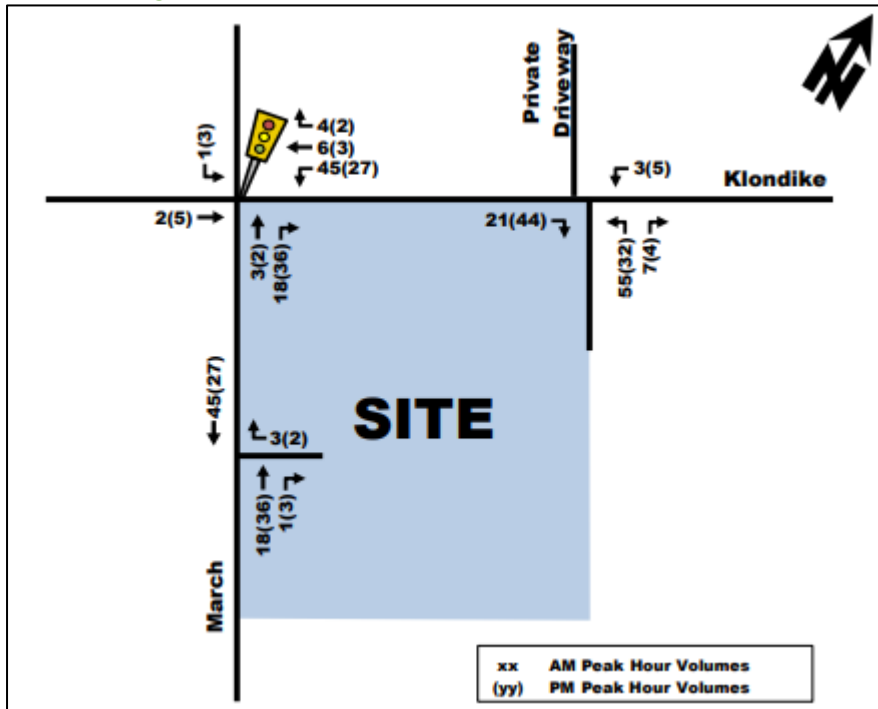 Private
Driveway
1(3)
4(2)
6(3)
45(27)
3(5)
Klondike
2(5)
3(2)
18(36)
21(44)
55(32)
7(4)
45(27)
SITE
3(2)
18(36)
1(3)
March
xx AM Peak Hour Volumes
(yy) PM Peak Hour Volumes